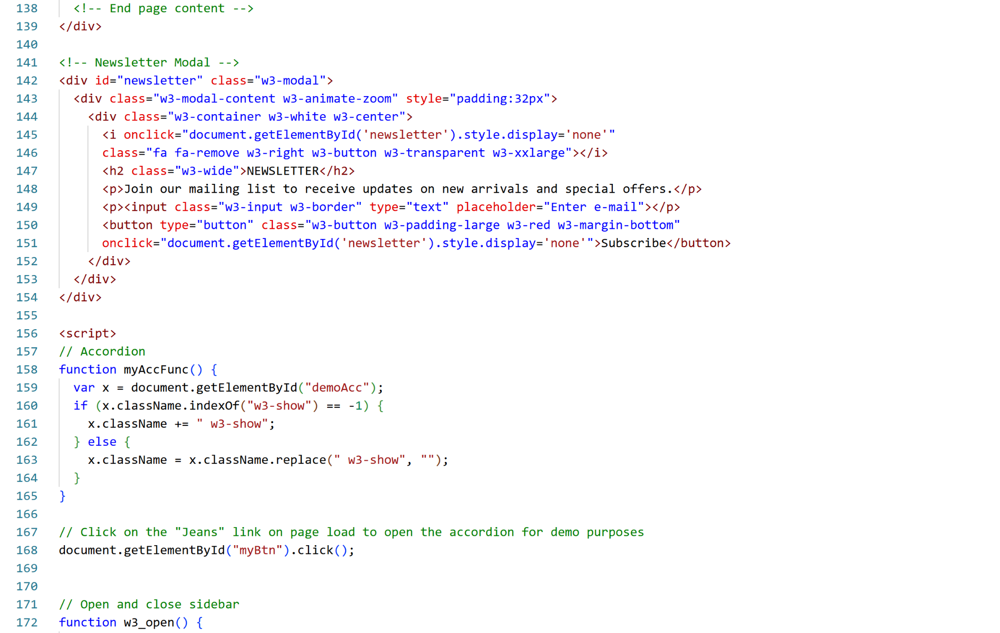 138 <!-- End page content -->
139 </div>
140
141 <!-- Newsletter Modal -->
142 <div id="newsletter" class="w3-modal">
143 <div class="w3-modal-content w3-animate-zoom" style="padding:32px">
144 <div class="w3-container w3-white w3-center">
145 <i onclick="document.getElementById('newsletter').style.display='none'"
146 class="fa fa-remove w3-right w3-button w3-transparent w3-xxlarge"></i>
147 <h2 class="w3-wide">NEWSLETTER</h2>
148 <p>Join our mailing list to receive updates on new arrivals and special offers.</p>
149 <p><input class="w3-input w3-border" type="text" placeholder="Enter e-mail"></p>
150 <button type="button" class="w3-button w3-padding-large w3-red w3-margin-bottom"
151 onclick="document.getElementById('newsletter').style.display='none'">Subscribe</button>
152 </div>
153 </div>
154 </div>
155
156 <script>
157 // Accordion
158 function myAccFunc() {
159 var x = document.getElementById("demoAcc");
160 if (x.className.indexOf("w3-show") == -1) {
161 x.className += " w3-show";
162 } else {
163 x.className = x.className.replace(" w3-show", "");
164 }
165 }
166
167 // Click on the "Jeans" link on page load to open the accordion for demo purposes
168 document.getElementById("myBtn").click();
169
170
171 // Open and close sidebar
172 function w3_open() {